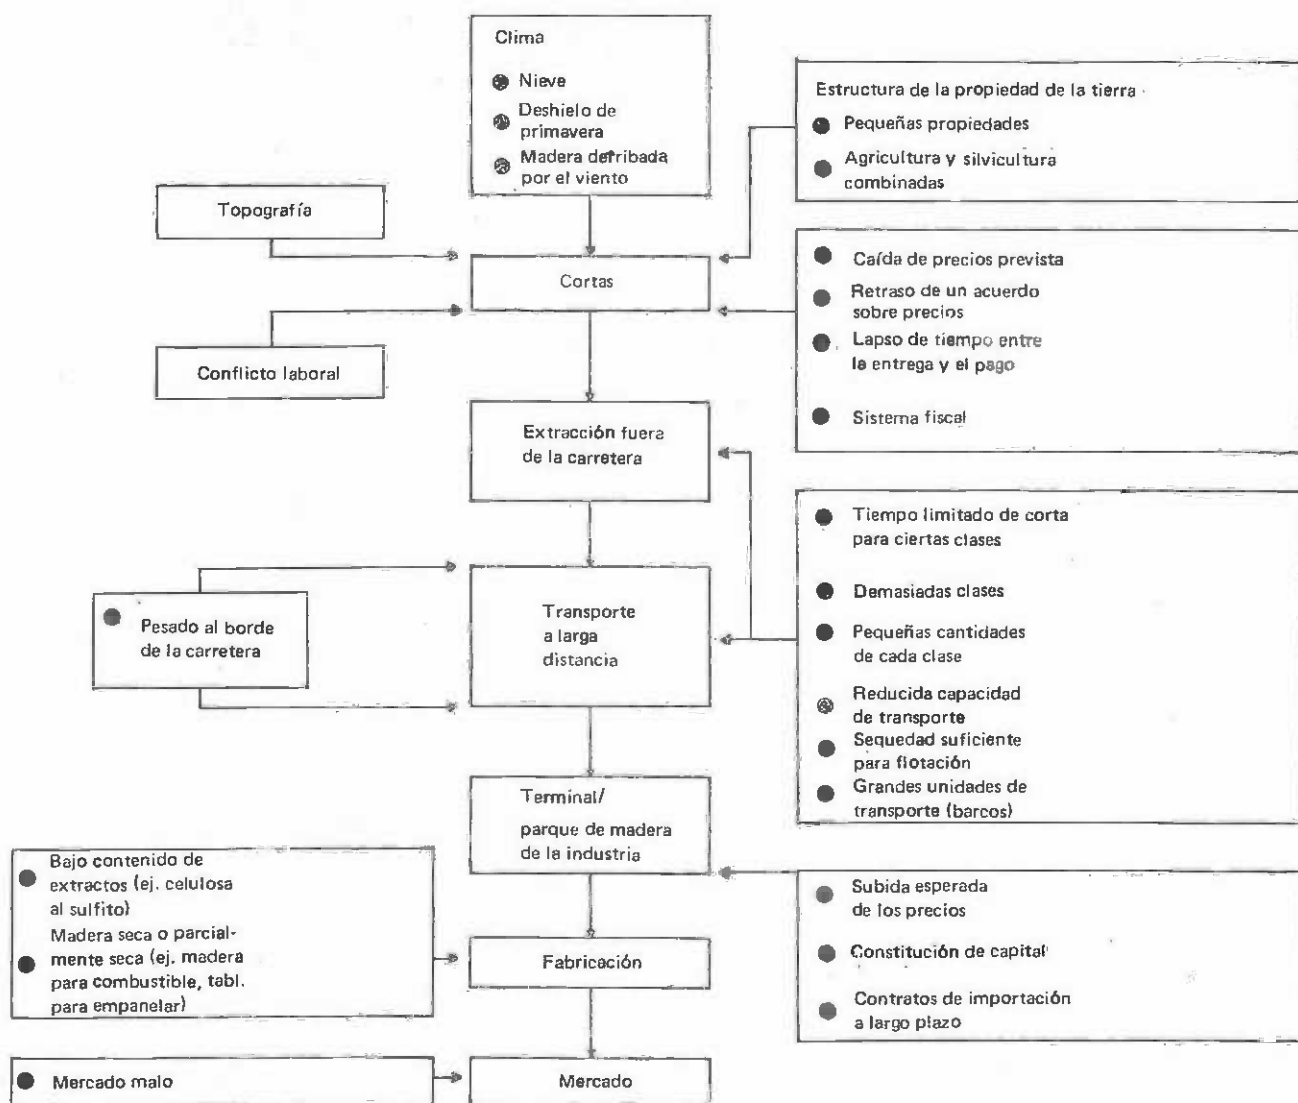 Clima
Nieve
Deshielo de
primavera
Madera derribada
por el viento
Estructura de la propiedad de la tierra
Pequeñas propiedades
Agricultura y silvicultura
combinadas
Topografía
Cortas
Conflicto laboral
Caída de precios prevista
Retraso de un acuerdo
sobre precios
Lapso de tiempo entre
la entrega y el pago
Sistema fiscal
Extracción fuera
de la carretera
Tiempo limitado de corta
para ciertas clases
Demasiadas clases
Pequeñas cantidades
de cada clase
Reducida capacidad
de transporte
Sequedad suficiente
para flotación
Grandes unidades de
transporte (barcos)
Pesado al borde
de la carretera
Transporte
a larga
distancia
Terminal/
parque de madera
de la industria
Bajo contenido de
extractos (ej. celulosa
al sulfito)
Madera seca o parcial-
mente seca (ej. madera
para combustible, tabl.
para empanelar)
Fabricación
Subida esperada
de los precios
Constitución de capital
Contratos de importación
a largo plazo
Mercado malo
Mercado